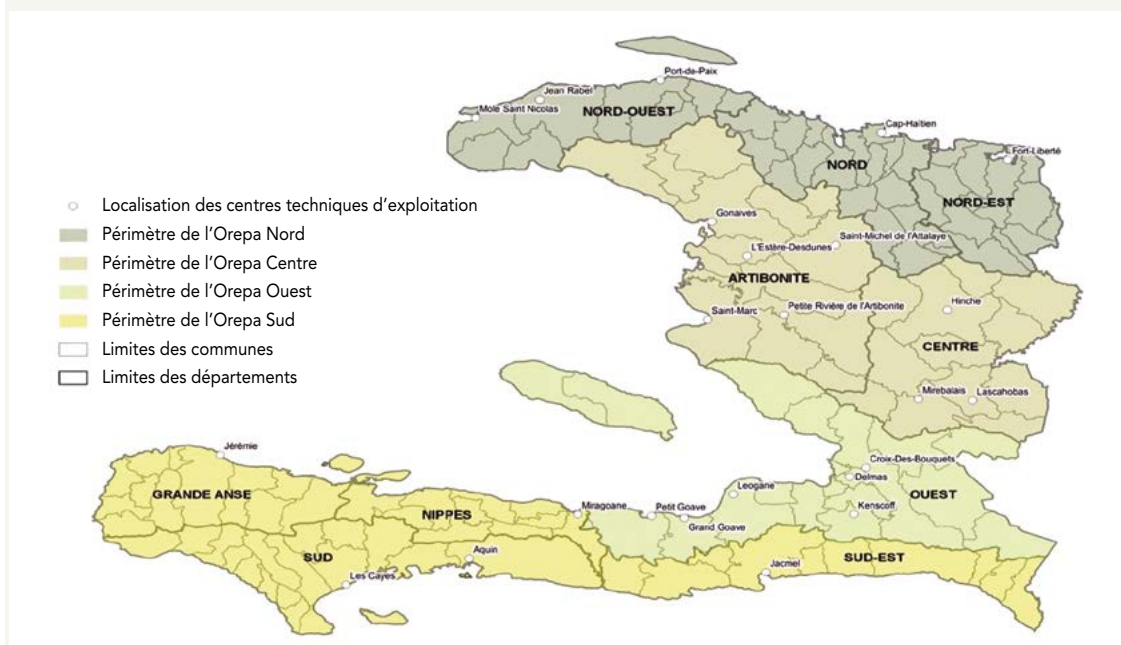 Port-de-Paix
Jean Rabel
Mole Saint Nicolas
NORD-OUEST
Cap-Haïtien
Fort-Liberté
NORD
NORD-EST
Localisation des centres techniques d'exploitation
Périmètre de l'Orepa Nord
Périmètre de l'Orepa Centre
Périmètre de l'Orepa Ouest
Périmètre de l'Orepa Sud
Limites des communes
Limites des départements
Gonaives
Saint-Michel de l'Attalaye
L'Estère-Desdunes
ARTIBONITE
Saint-Marc
Petite Rivière de l'Artibonite
Hinche
CENTRE
Mirebalais
Lascahobas
Croix-Des-Bouquets
Delmas
OUEST
Kenscoff
Leogane
Petit Goave
Grand Goave
Miragoane
Jérémie
GRANDE ANSE
NIPPES
SUD
Aquin
Les Cayes
Jacmel
SUD-EST